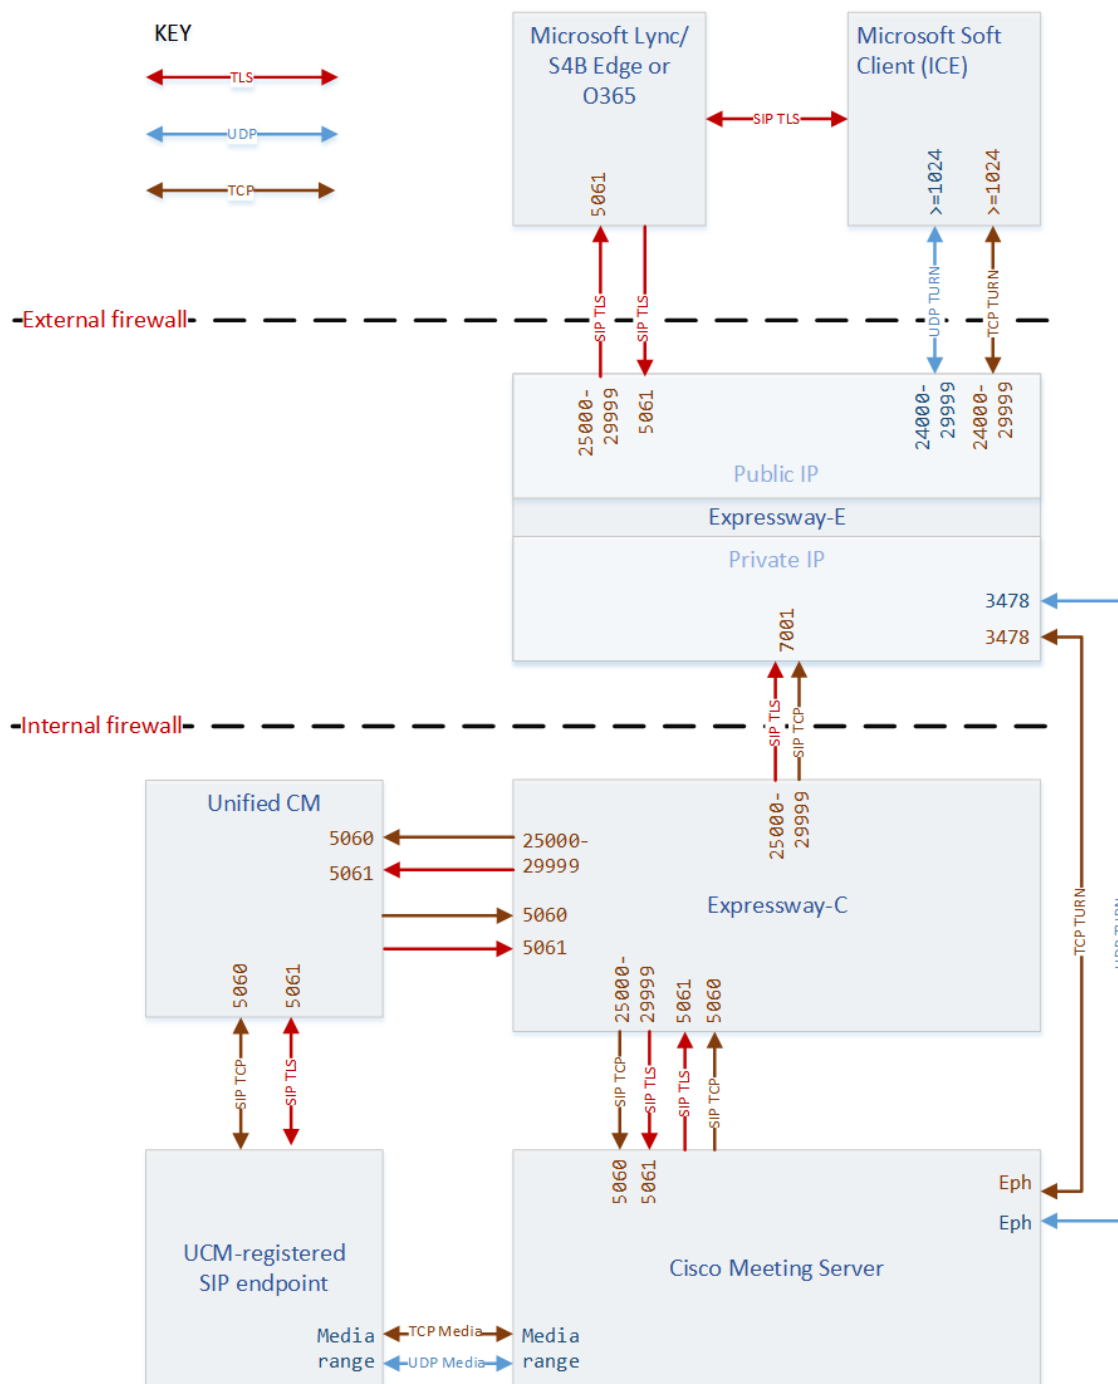 KEY
TLS
UDP
TCP
Microsoft Lync/
S4B Edge or
O365
5061
SIP TLS
Microsoft Soft
Client (ICE)
>=1024
>=1024
External firewall
SIP TLS
SIP TLS
UDP TURN
TCP TURN
25000-
29999
5061
24000-
29999
24000-
29999
Public IP
Expressway-E
Private IP
3478
3478
7001
Internal firewall
SIP TLS
SIP TCP
Unified CM
5060
5061
5060
5061
25000-
29999
25000-
29999
5060
5061
Expressway-C
25000-
29999
5061
5060
TCP TURN
UDP TURN
SIP TCP
SIP TLS
SIP TCP
SIP TLS
SIP TLS
SIP TCP
5060
5061
Eph
Eph
UCM-registered
SIP endpoint
Cisco Meeting Server
Media
range
TCP Media
UDP Media
Media
range